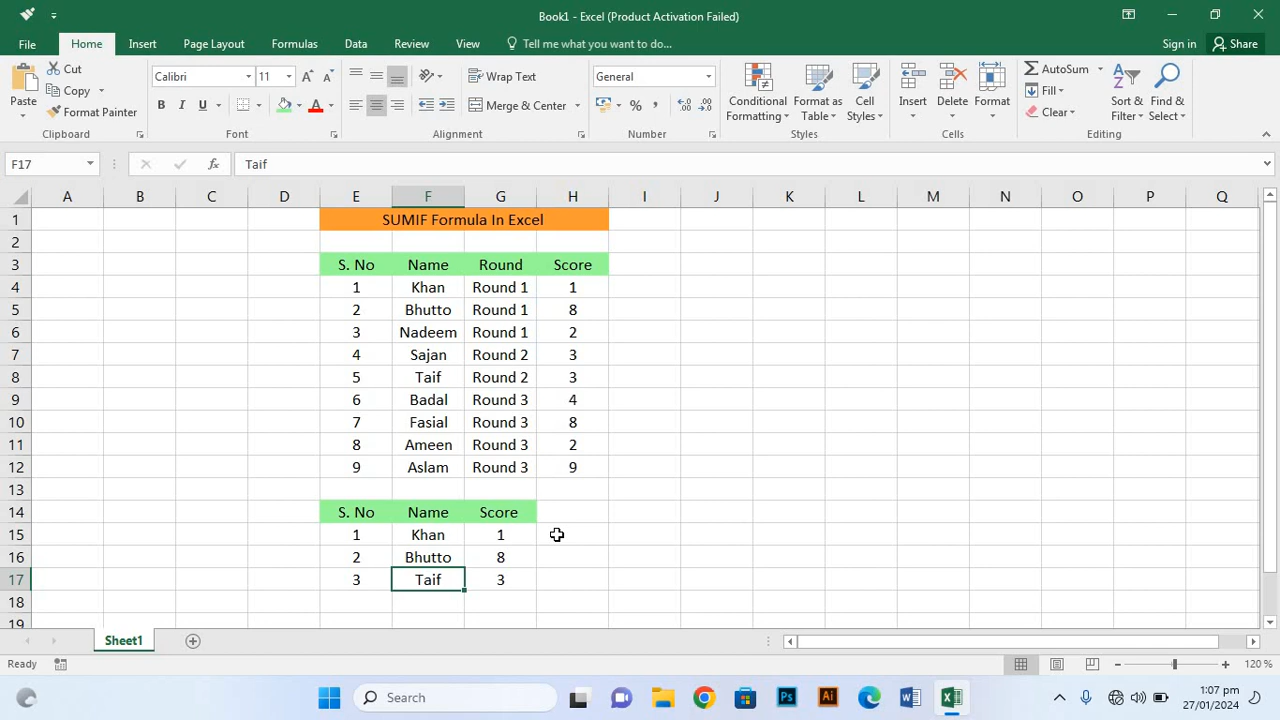 Book1 - Excel (Product Activation Failed)
File Home Insert Page Layout Formulas Data Review View Tell me what you want to do... Sign in Share
Paste Cut Copy Format Painter Clipboard
Calibri 11 B I U A Font
Wrap Text Merge & Center Alignment
General % , Number
Conditional Formatting Format as Table Cell Styles Styles
Insert Delete Format Cells
AutoSum Fill Clear Sort & Filter Find & Select Editing
F17 fx Taif
A B C D E F G H I J K L M N O P Q
1 SUMIF Formula In Excel
2
3 S. No Name Round Score
4 1 Khan Round 1 1
5 2 Bhutto Round 1 8
6 3 Nadeem Round 1 2
7 4 Sajan Round 2 3
8 5 Taif Round 2 3
9 6 Badal Round 3 4
10 7 Fasial Round 3 8
11 8 Ameen Round 3 2
12 9 Aslam Round 3 9
13
14 S. No Name Score
15 1 Khan 1
16 2 Bhutto 8
17 3 Taif 3
18
19
Sheet1
Ready 120 %
Search Ps Ai 1:07 pm
27/01/2024